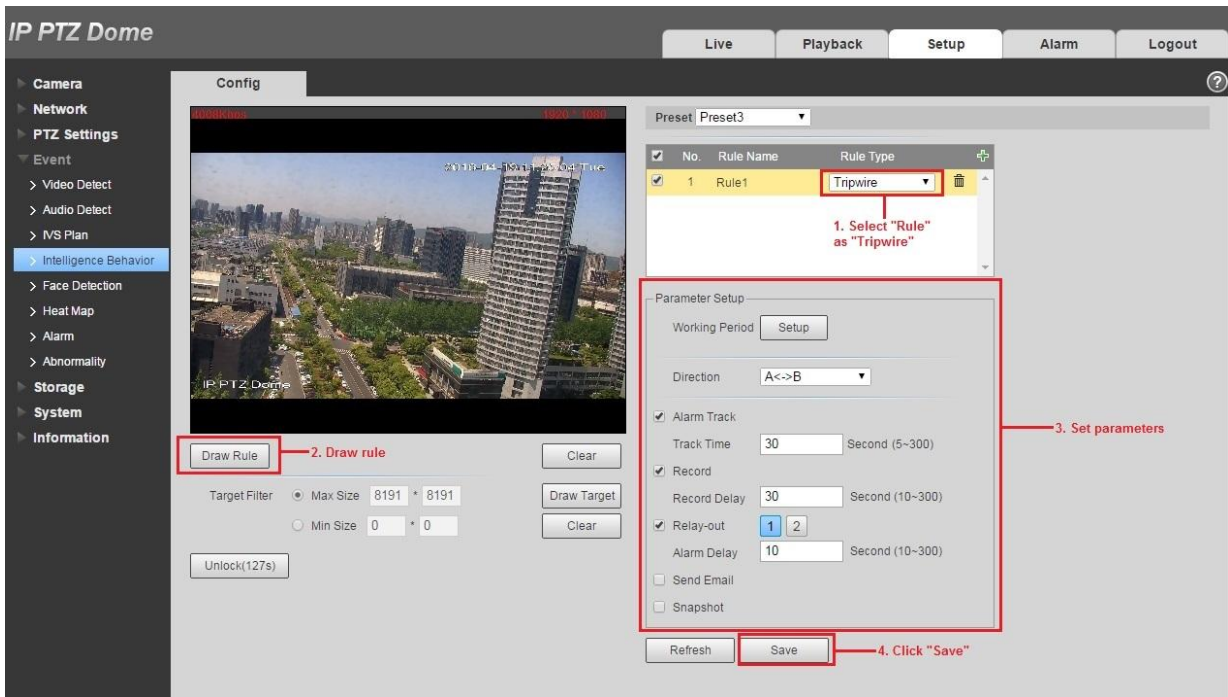 IP PTZ Dome
Live
Playback
Setup
Alarm
Logout
Camera
Network
PTZ Settings
Event
Video Detect
Audio Detect
IVS Plan
Intelligence Behavior
Face Detection
Heat Map
Alarm
Abnormality
Storage
System
Information
Config
?
4000Kbps 1920 * 1080
IP PTZ Dome
Draw Rule
2. Draw rule
Clear
Target Filter Max Size 8191 * 8191 Draw Target
Min Size 0 * 0 Clear
Unlock(127s)
Preset Preset3
No. Rule Name Rule Type
1 Rule1 Tripwire
1. Select "Rule"
as "Tripwire"
Parameter Setup
Working Period Setup
Direction A<->B
Alarm Track
Track Time 30 Second (5~300)
Record
Record Delay 30 Second (10~300)
Relay-out 1 2
Alarm Delay 10 Second (10~300)
Send Email
Snapshot
3. Set parameters
Refresh Save
4. Click "Save"